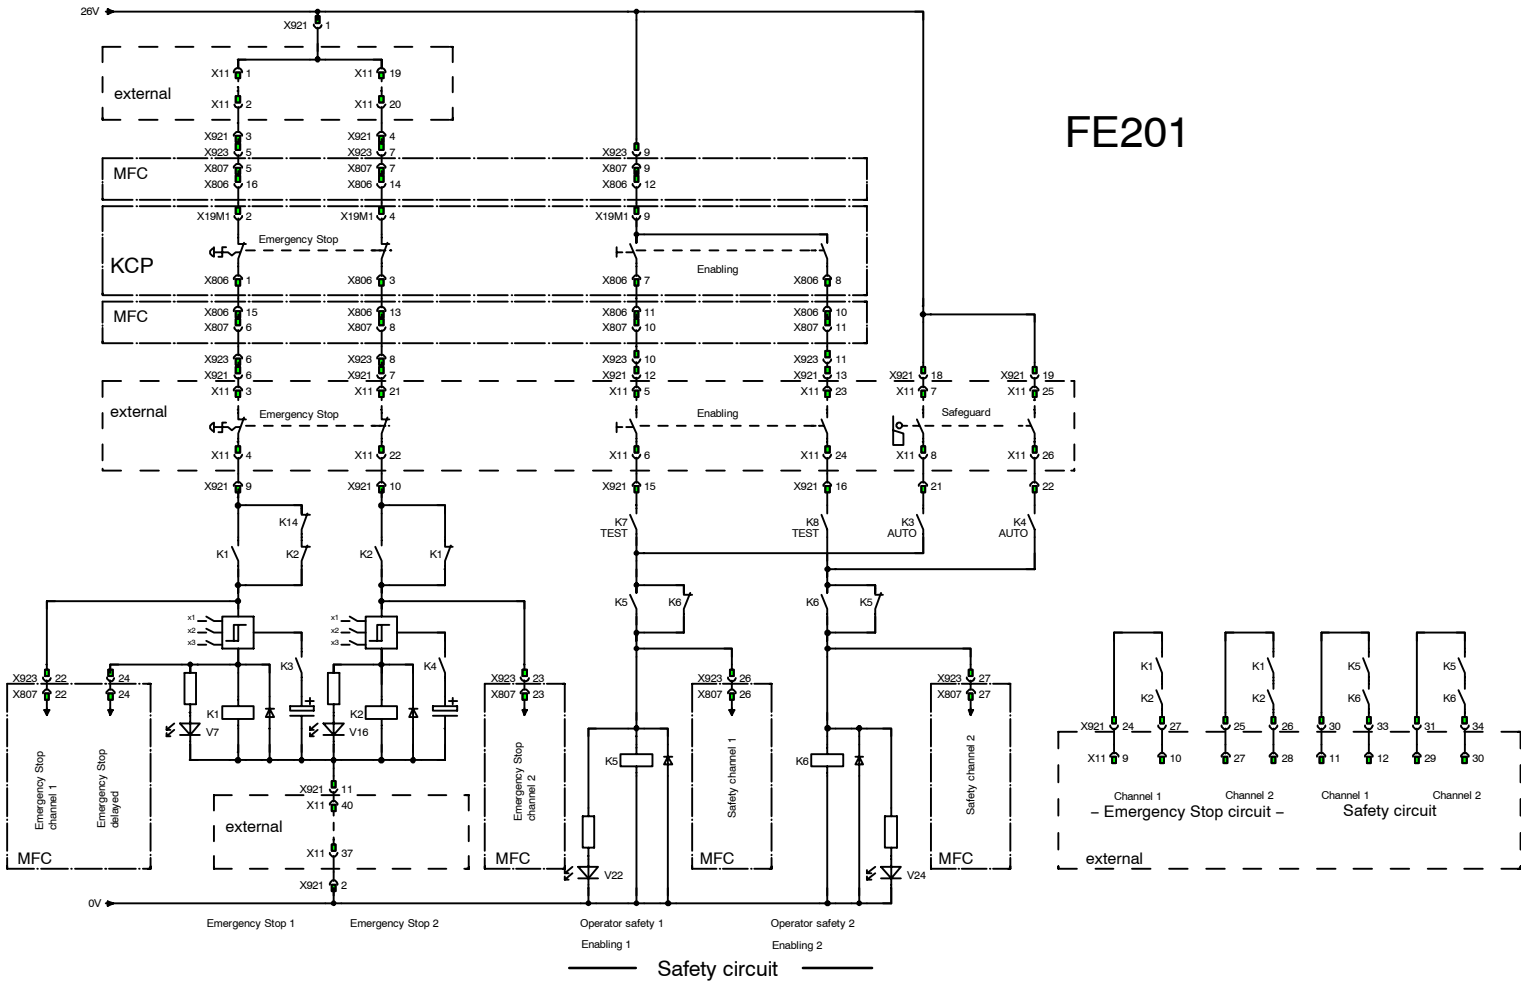 26V
X921 1
FE201
external
X11 1
X11 19
X11 2
X11 20
X921 3
X921 4
X923 5
X923 7
X923 9
MFC
X807 5
X807 7
X807 9
X806 16
X806 14
X806 12
KCP
X19M1 2
X19M1 4
X19M1 9
Emergency Stop
Enabling
X806 1
X806 3
X806 7
X806 8
MFC
X806 15
X806 13
X806 11
X806 10
X807 6
X807 8
X807 10
X807 11
X923 6
X923 8
X923 10
X923 11
X921 6
X921 7
X921 12
X921 13
X921 18
X921 19
external
X11 3
X11 21
X11 5
X11 23
X11 7
X11 25
Emergency Stop
Enabling
Safeguard
X11 4
X11 22
X11 6
X11 24
X11 8
X11 26
X921 9
X921 10
X921 15
X921 16
21
22
K14
K7
TEST
K8
TEST
K3
AUTO
K4
AUTO
K1
K2
K2
K1
K5
K6
K6
K5
x1
x2
x3
x1
x2
x3
K3
K4
X923 22
24
X923 23
X923 26
X923 27
X807 22
24
X807 23
X807 26
X807 27
K1
K2
+
+
V7
V16
K5
K6
Emergency Stop
channel 1
Emergency Stop
delayed
Emergency Stop
channel 2
Safety channel 1
Safety channel 2
MFC
MFC
MFC
MFC
X921 11
X11 40
external
X11 37
X921 2
V22
V24
0V
Emergency Stop 1
Emergency Stop 2
Operator safety 1
Enabling 1
Operator safety 2
Enabling 2
Safety circuit
K1
K1
K5
K5
K2
K2
K6
K6
X921 24
27
25
26
30
33
31
34
X11 9
10
27
28
11
12
29
30
Channel 1
Channel 2
Channel 1
Channel 2
– Emergency Stop circuit –
Safety circuit
external